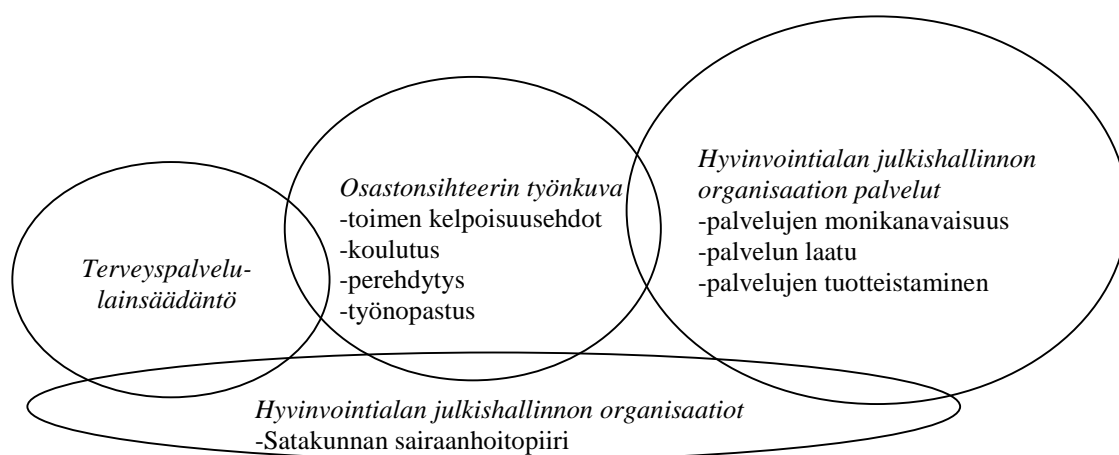 Terveyspalvelu-
lainsäädäntö
Osastonsihteerin työnkuva
-toimen kelpoisuusehdot
-koulutus
-perehdytys
-työnopastus
Hyvinvointialan julkishallinnon
organisaation palvelut
-palvelujen monikanavaisuus
-palvelun laatu
-palvelujen tuotteistaminen
Hyvinvointialan julkishallinnon organisaatiot
-Satakunnan sairaanhoitopiiri